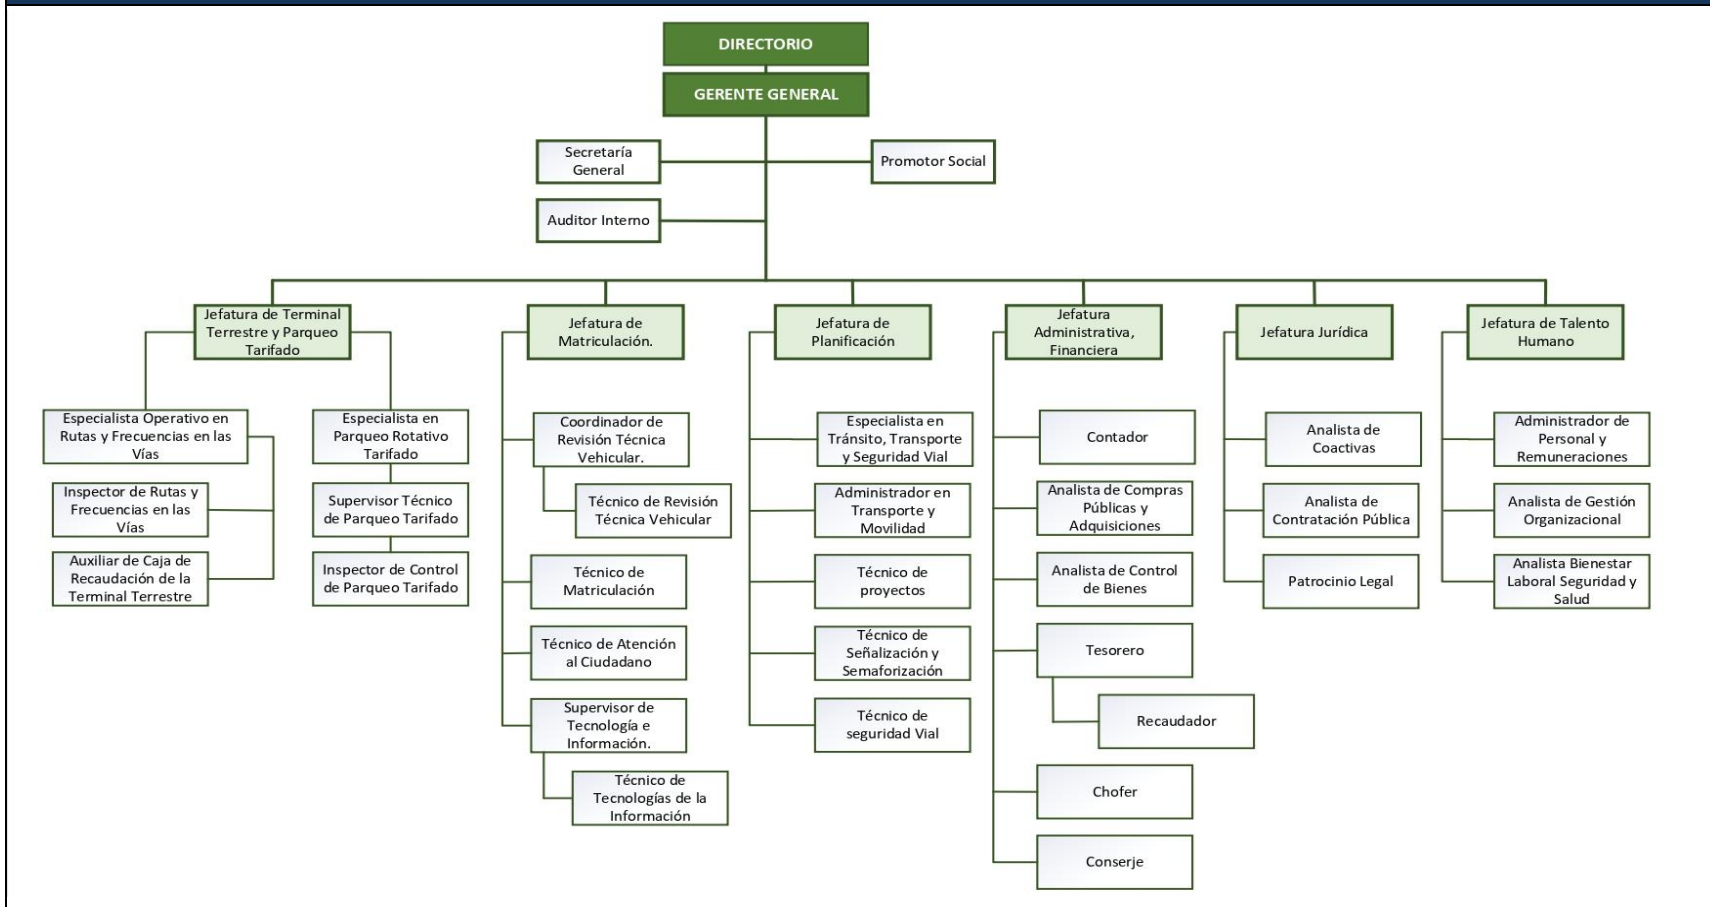 DIRECTORIO
GERENTE GENERAL
Secretaría
General
Promotor Social
Auditor Interno
Jefatura de Terminal
Terrestre y Parqueo
Tarifado
Jefatura de
Matriculación.
Jefatura de
Planificación
Jefatura
Administrativa,
Financiera
Jefatura Jurídica
Jefatura de Talento
Humano
Especialista Operativo en
Rutas y Frecuencias en las
Vías
Inspector de Rutas y
Frecuencias en las
Vías
Auxiliar de Caja de
Recaudación de la
Terminal Terrestre
Especialista en
Parqueo Rotativo
Tarifado
Supervisor Técnico
de Parqueo Tarifado
Inspector de Control
de Parqueo Tarifado
Coordinador de
Revisión Técnica
Vehicular.
Técnico de Revisión
Técnica Vehicular
Técnico de
Matriculación
Técnico de Atención
al Ciudadano
Supervisor de
Tecnología e
Información.
Técnico de
Tecnologías de la
Información
Especialista en
Tránsito, Transporte
y Seguridad Vial
Administrador en
Transporte y
Movilidad
Técnico de
proyectos
Técnico de
Señalización y
Semaforización
Técnico de
seguridad Vial
Contador
Analista de Compras
Públicas y
Adquisiciones
Analista de Control
de Bienes
Tesorero
Recaudador
Chofer
Conserje
Analista de
Coactivas
Analista de
Contratación Pública
Patrocinio Legal
Administrador de
Personal y
Remuneraciones
Analista de Gestión
Organizacional
Analista Bienestar
Laboral Seguridad y
Salud